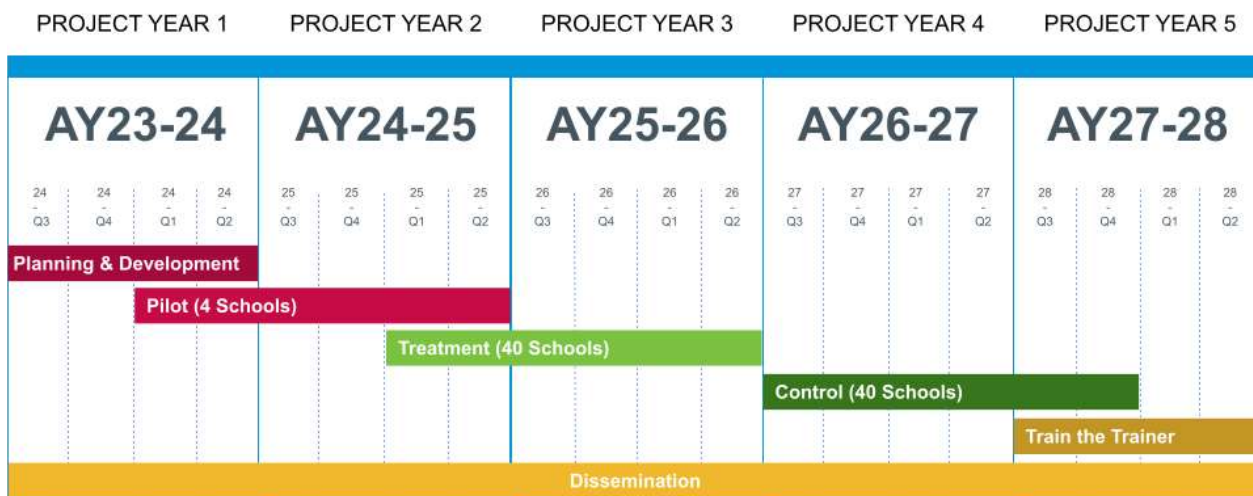 PROJECT YEAR 1 PROJECT YEAR 2 PROJECT YEAR 3 PROJECT YEAR 4 PROJECT YEAR 5
AY23-24 AY24-25 AY25-26 AY26-27 AY27-28
24 24 24 24 25 25 25 25 26 26 26 26 27 27 27 27 28 28 28 28
- - - - - - - - - - - - - - - - - - - -
Q3 Q4 Q1 Q2 Q3 Q4 Q1 Q2 Q3 Q4 Q1 Q2 Q3 Q4 Q1 Q2 Q3 Q4 Q1 Q2
Planning & Development
Pilot (4 Schools)
Treatment (40 Schools)
Control (40 Schools)
Train the Trainer
Dissemination